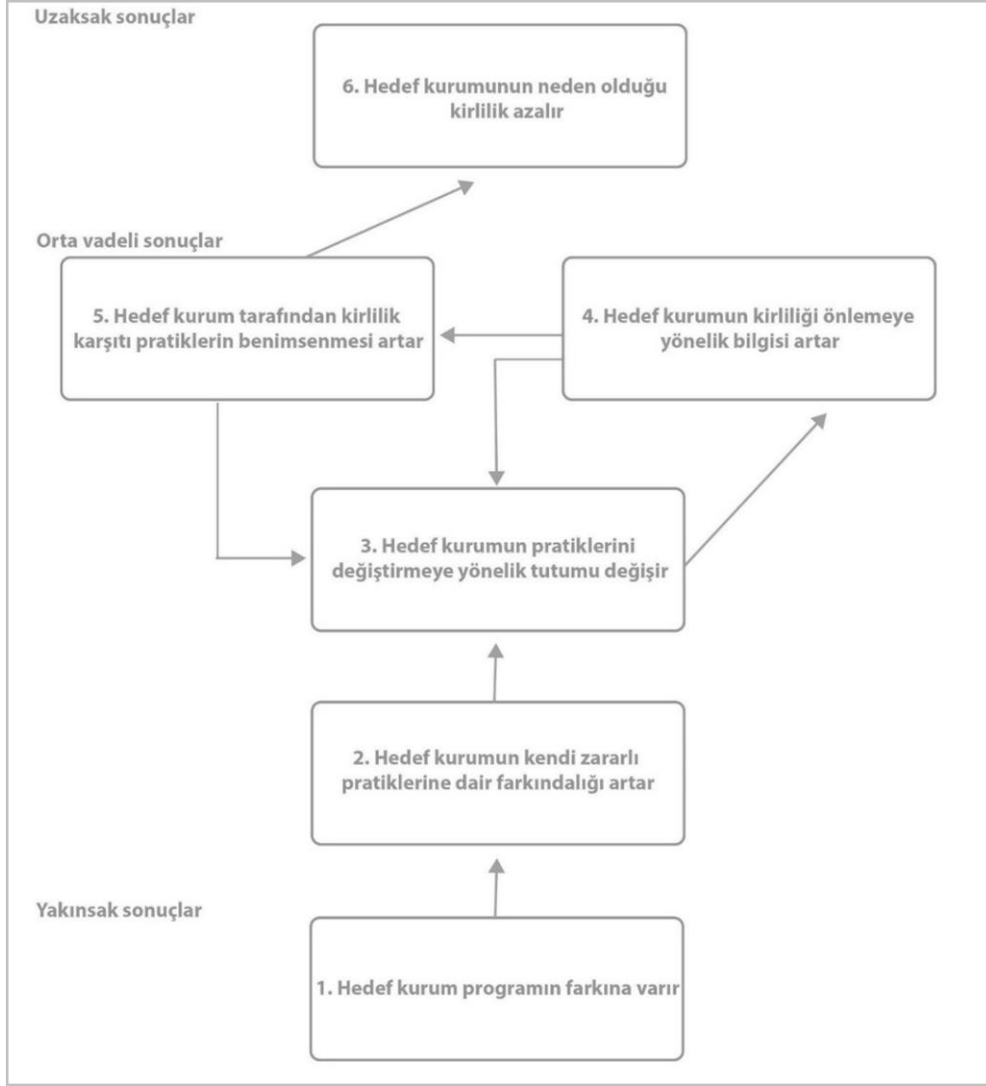 Uzaksak sonuçlar
6. Hedef kurumunun neden olduğu
kirlilik azalır
Orta vadeli sonuçlar
5. Hedef kurum tarafından kirlilik
karşıtı pratiklerin benimsenmesi artar
4. Hedef kurumun kirliliği önlemeye
yönelik bilgisi artar
3. Hedef kurumun pratiklerini
değiştirmeye yönelik tutumu değişir
2. Hedef kurumun kendi zararlı
pratiklerine dair farkındalığı artar
Yakınsak sonuçlar
1. Hedef kurum programın farkına varır